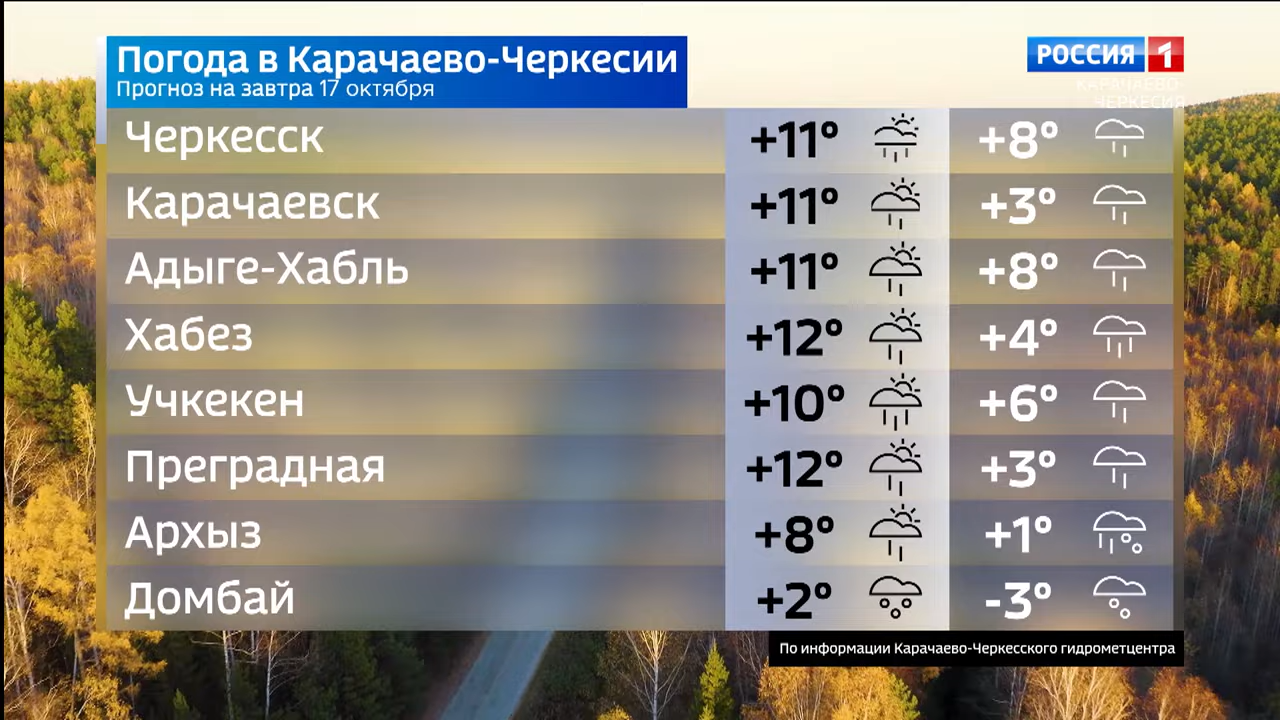 Погода в Карачаево-Черкесии
Прогноз на завтра 17 октября
РОССИЯ 1
КАРАЧАЕВО-
ЧЕРКЕСИЯ
Черкесск +11° +8°
Карачаевск +11° +3°
Адыге-Хабль +11° +8°
Хабез +12° +4°
Учкекен +10° +6°
Преградная +12° +3°
Архыз +8° +1°
Домбай +2° -3°
По информации Карачаево-Черкесского гидрометцентра